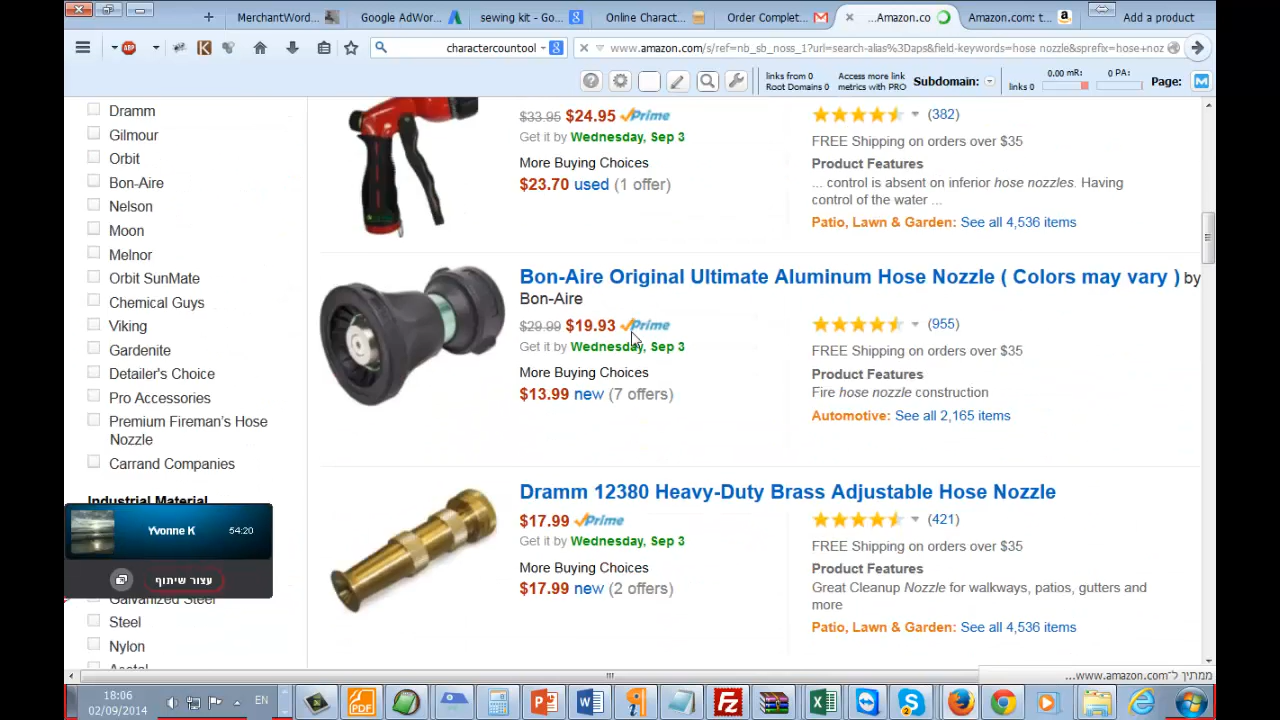 MerchantWord...
Google AdWor...
sewing kit - Go...
Online Charact...
Order Complet...
...Amazon.co
Amazon.com: t...
Add a product
ABP
K
charactercountool
www.amazon.com/s/ref=nb_sb_noss_1?url=search-alias%3Daps&field-keywords=hose nozzle&sprefix=hose+noz
links from 0
Root Domains 0
Access more link
metrics with PRO
Subdomain:
links 0
0.00 mR:
0 PA:
Page:
Dramm
Gilmour
Orbit
Bon-Aire
Nelson
Moon
Melnor
Orbit SunMate
Chemical Guys
Viking
Gardenite
Detailer's Choice
Pro Accessories
Premium Fireman's Hose
Nozzle
Carrand Companies
Industrial Material
Galvanized Steel
Steel
Nylon
Acetal
$33.95 $24.95 Prime
Get it by Wednesday, Sep 3
More Buying Choices
$23.70 used (1 offer)
(382)
FREE Shipping on orders over $35
Product Features
... control is absent on inferior hose nozzles. Having
control of the water ...
Patio, Lawn & Garden: See all 4,536 items
Bon-Aire Original Ultimate Aluminum Hose Nozzle ( Colors may vary ) by
Bon-Aire
$29.99 $19.93 Prime
Get it by Wednesday, Sep 3
More Buying Choices
$13.99 new (7 offers)
(955)
FREE Shipping on orders over $35
Product Features
Fire hose nozzle construction
Automotive: See all 2,165 items
Dramm 12380 Heavy-Duty Brass Adjustable Hose Nozzle
$17.99 Prime
Get it by Wednesday, Sep 3
More Buying Choices
$17.99 new (2 offers)
(421)
FREE Shipping on orders over $35
Product Features
Great Cleanup Nozzle for walkways, patios, gutters and
more
Patio, Lawn & Garden: See all 4,536 items
Yvonne K
54:20
עצור שיתוף
ממתין ל־www.amazon.com...
18:06
02/09/2014
EN
PDF